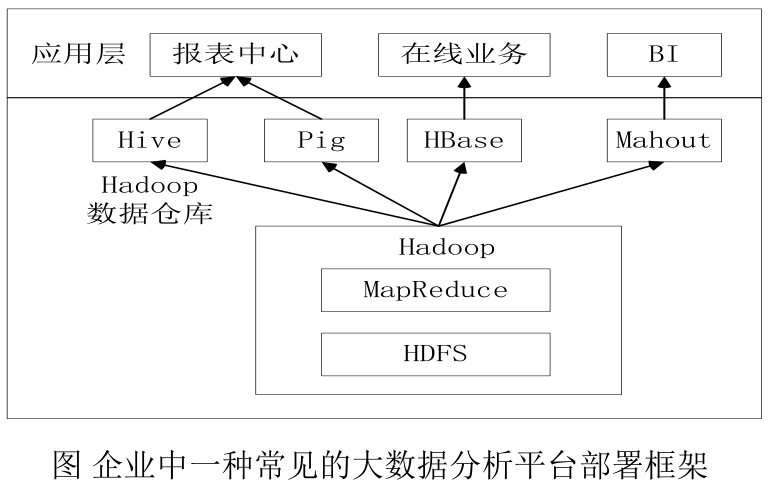 应用层 报表中心 在线业务 BI
Hive Pig HBase Mahout
Hadoop
数据仓库
Hadoop
MapReduce
HDFS
图 企业中一种常见的大数据分析平台部署框架